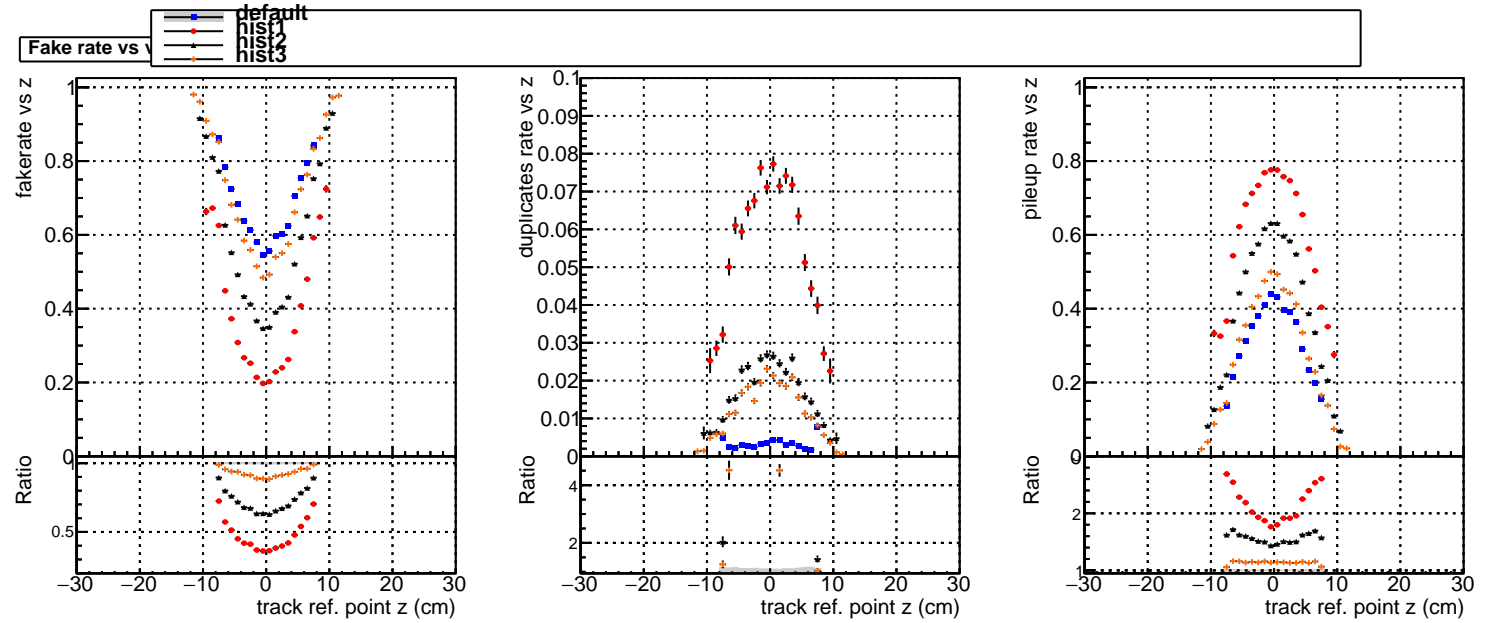 default
hist1
hist2
hist3
Fake rate vs v
fakerate vs z
1
0.8
0.6
0.4
0.2
0
Ratio
1
0.5
−30 −20 −10 0 10 20 30
track ref. point z (cm)
duplicates rate vs z
0.1
0.09
0.08
0.07
0.06
0.05
0.04
0.03
0.02
0.01
0
Ratio
4
2
−30 −20 −10 0 10 20 30
track ref. point z (cm)
pileup rate vs z
1
0.8
0.6
0.4
0.2
0
Ratio
2
1
−30 −20 −10 0 10 20 30
track ref. point z (cm)